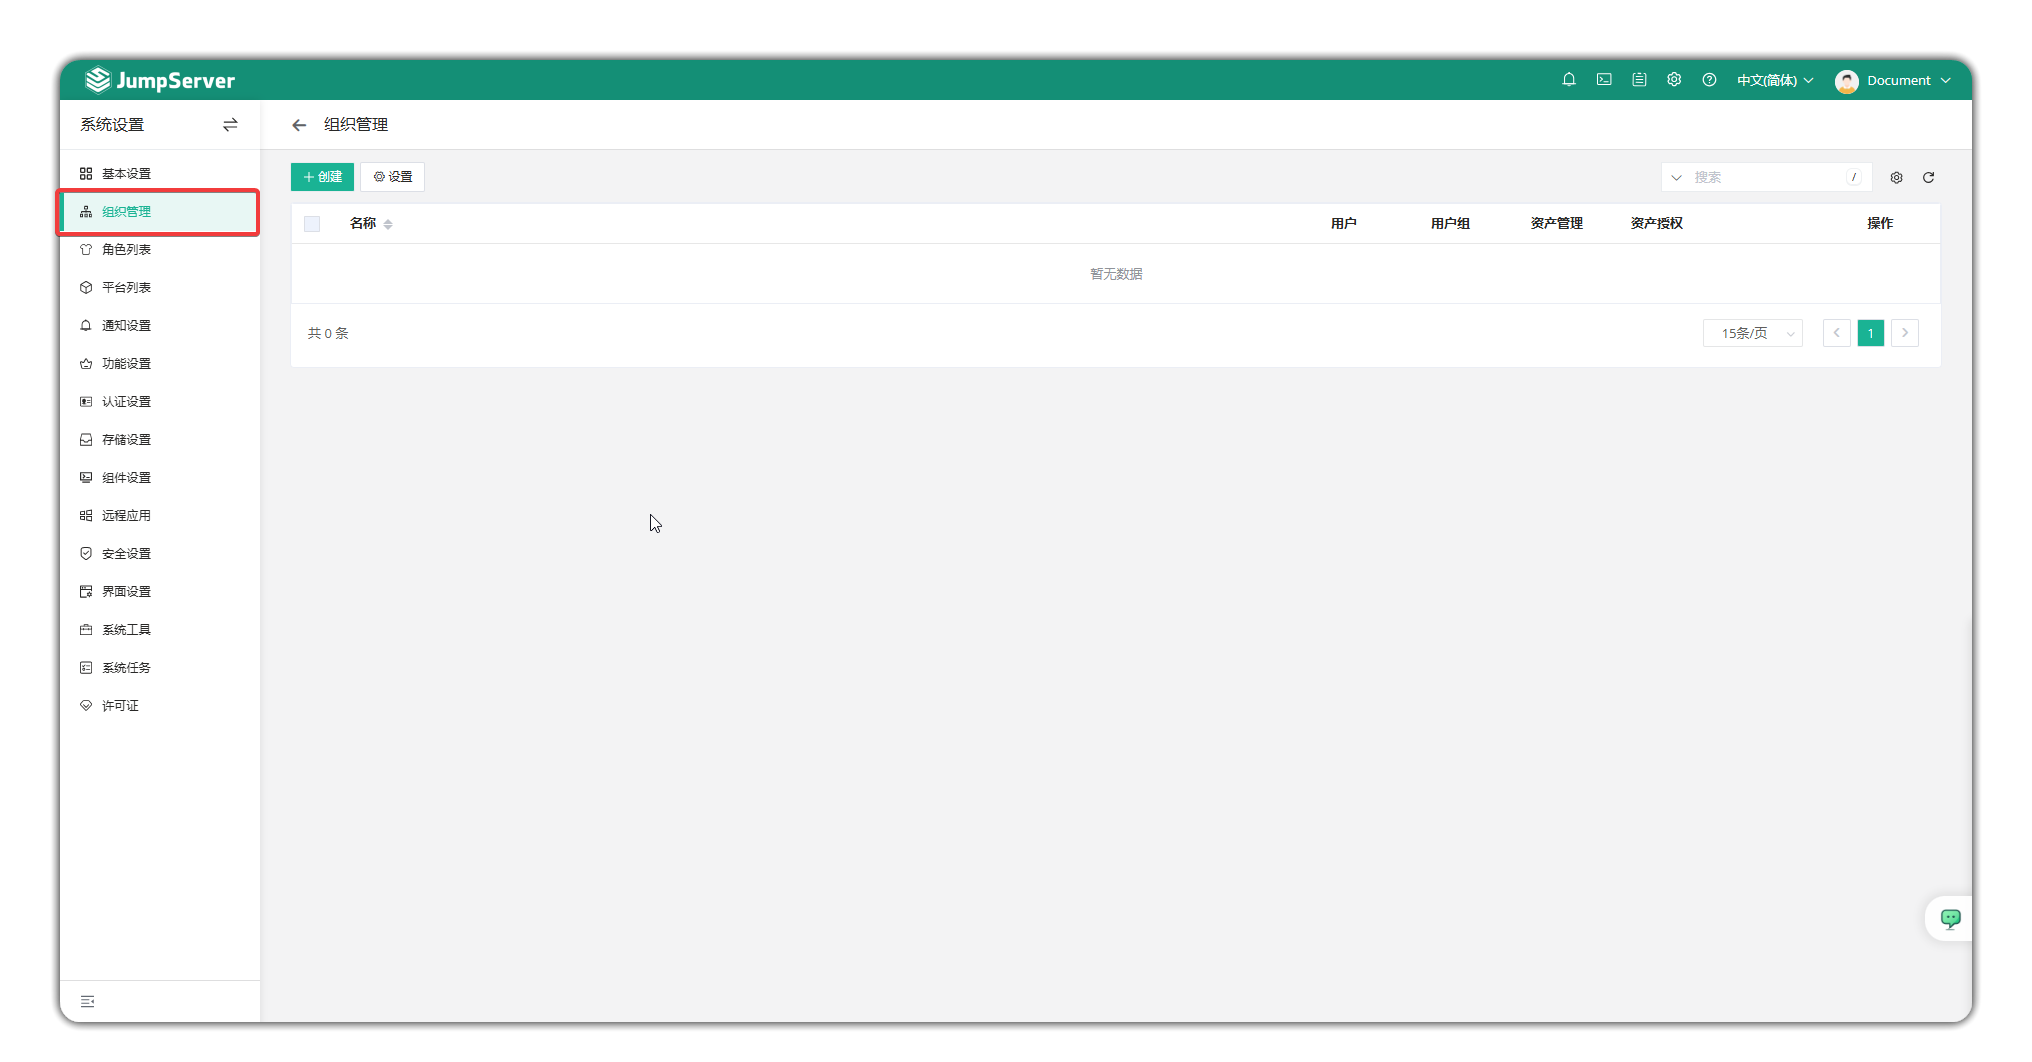 JumpServer
中文(简体)
Document
系统设置
组织管理
基本设置
组织管理
角色列表
平台列表
通知设置
功能设置
认证设置
存储设置
组件设置
远程应用
安全设置
界面设置
系统工具
系统任务
许可证
创建 设置
搜索 /
名称 用户 用户组 资产管理 资产授权 操作
暂无数据
共 0 条
15条/页 1